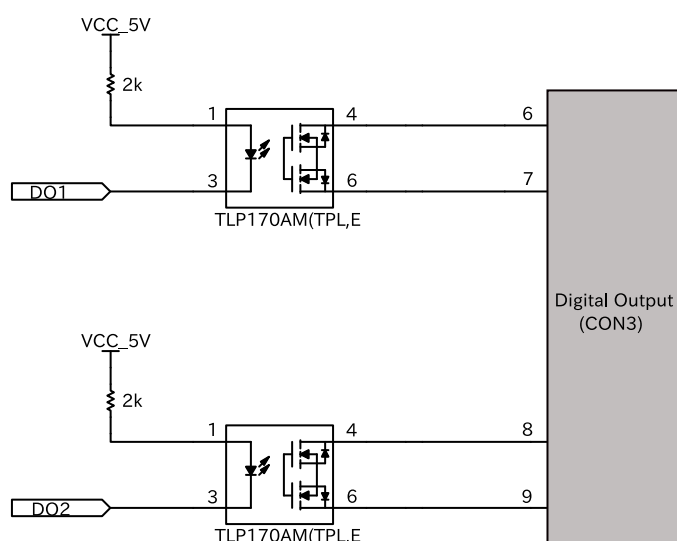 VCC_5V
2k
1
4
6
3
6
7
DO1
TLP170AM(TPL,E
Digital Output
(CON3)
VCC_5V
2k
1
4
8
3
6
9
DO2
TLP170AM(TPL,E